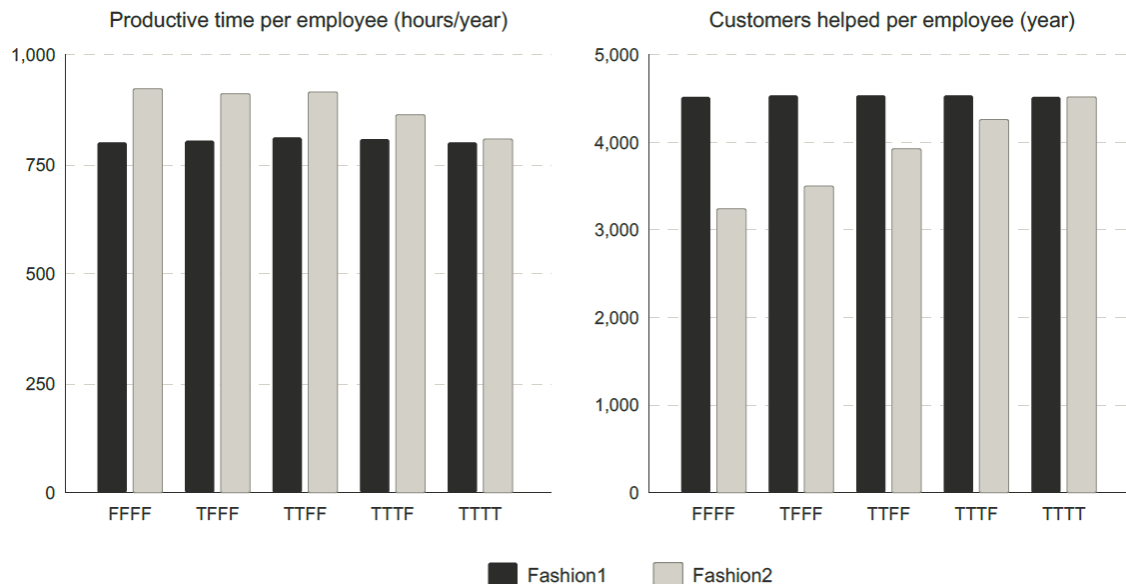 Productive time per employee (hours/year)
1,000
750
500
250
0
FFFF TFFF TTFF TTTF TTTT
Customers helped per employee (year)
5,000
4,000
3,000
2,000
1,000
0
FFFF TFFF TTFF TTTF TTTT
Fashion1 Fashion2